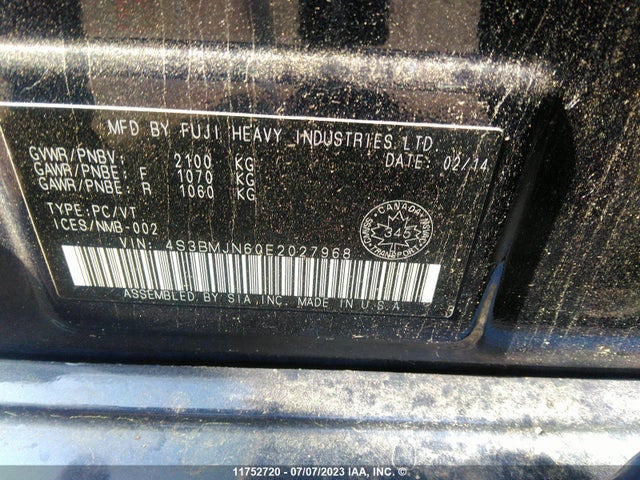 MFD BY FUJI HEAVY INDUSTRIES LTD.
GVWR/PNBV: 2100 KG DATE: 02/14
GAWR/PNBE: F 1070 KG
GAWR/PNBE: R 1060 KG
TYPE:PC/VT
ICES/NMB-002
VIN: 4S3BMJN60E2027968
CANADA
345
TRANSPORT
ASSEMBLED BY SIA, INC. MADE IN U.S.A.
11752720 - 07/07/2023 IAA, INC. ©